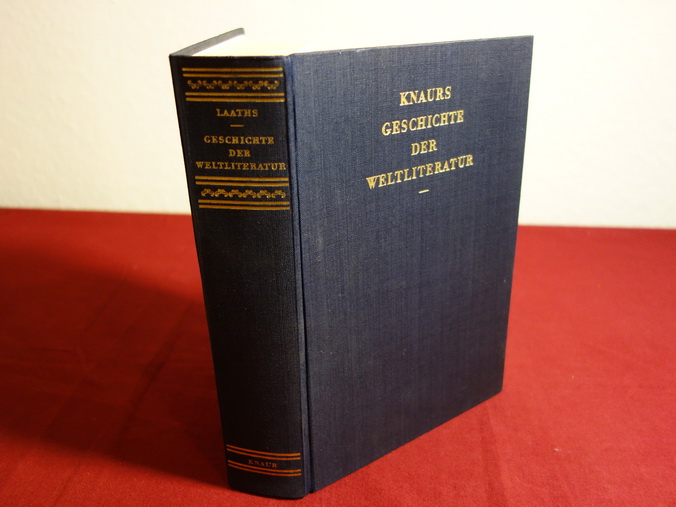 LAATHS
GESCHICHTE
DER
WELTLITERATUR
KNAUR
KNAURS
GESCHICHTE
DER
WELTLITERATUR